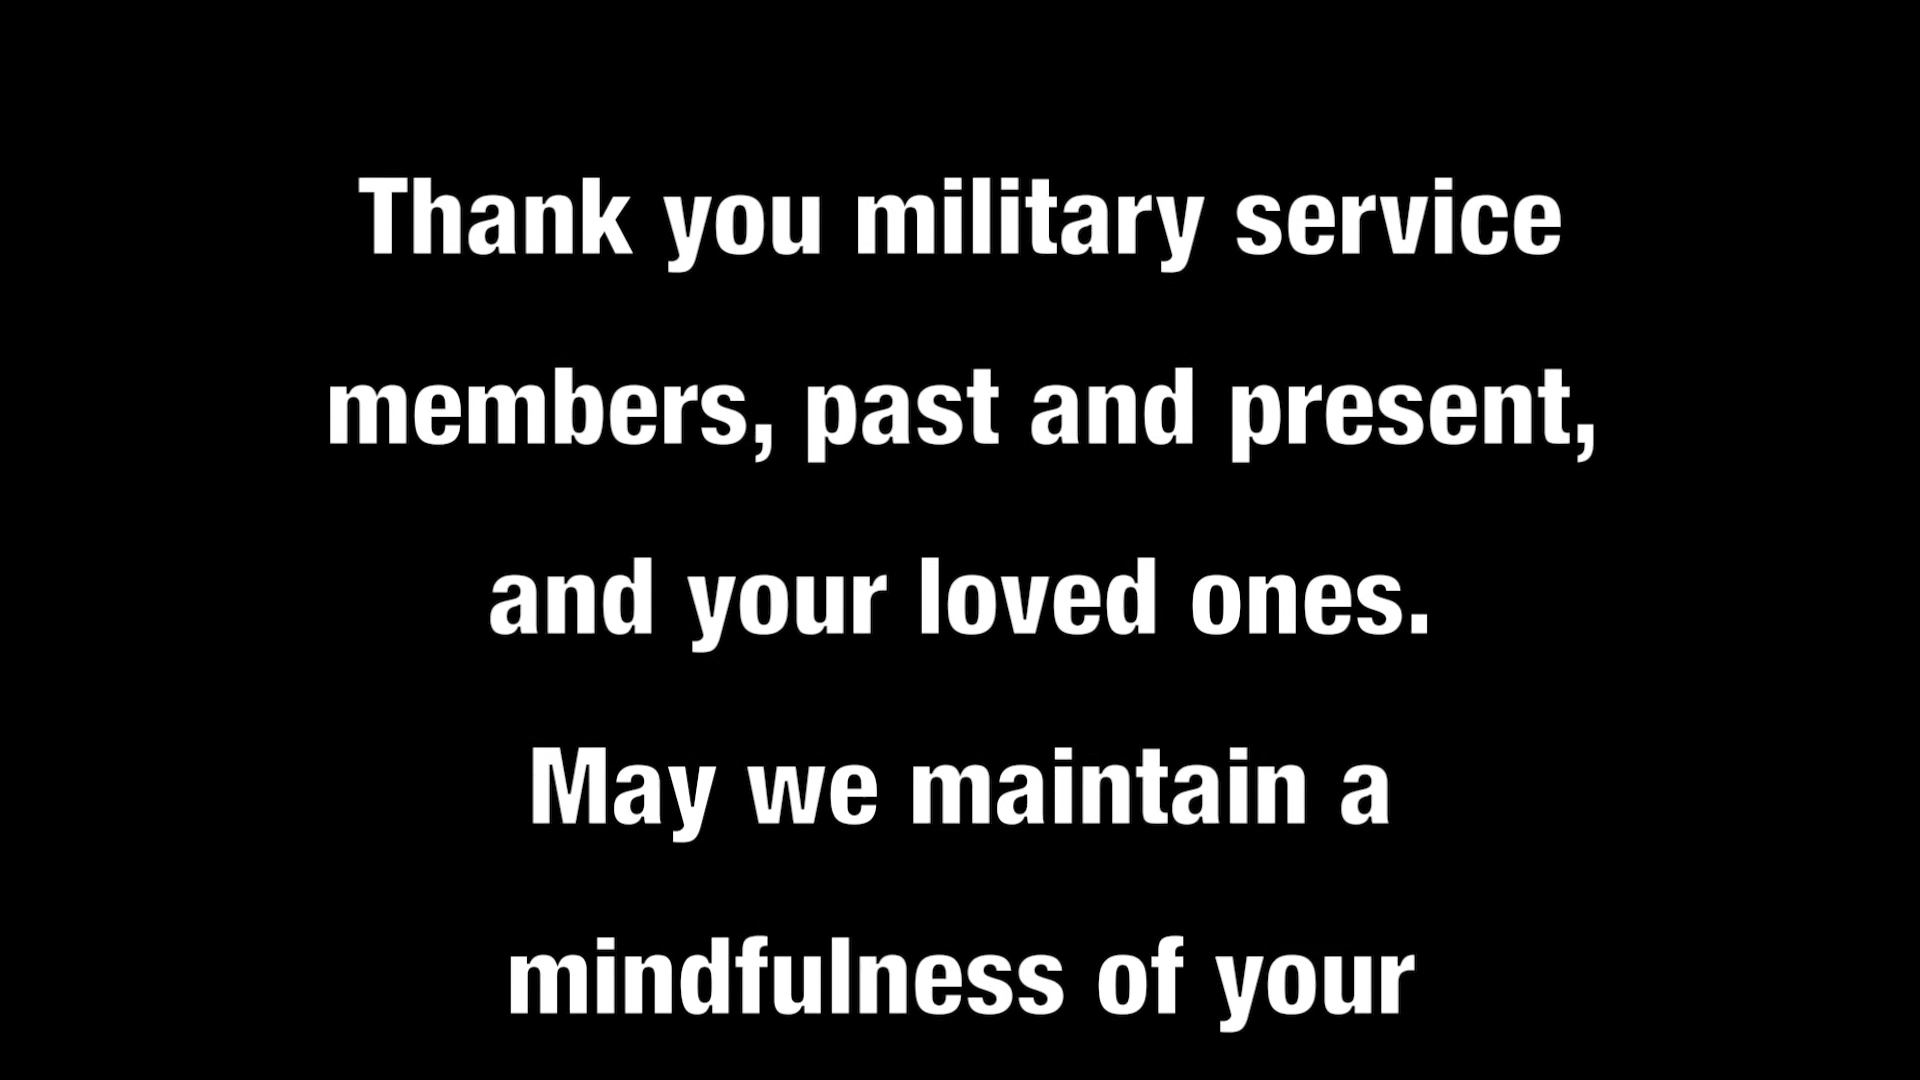 Thank you military service
members, past and present,
and your loved ones.
May we maintain a
mindfulness of your